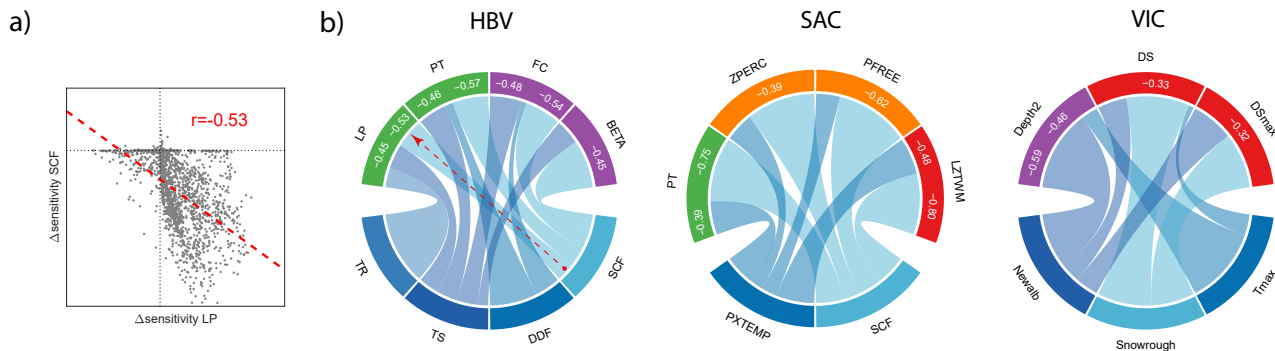 a)
r=-0.53
Δsensitivity SCF
Δsensitivity LP
b)
HBV
LP
PT
FC
BETA
SCF
DDF
TS
TR
−0.45
−0.53
−0.46
−0.57
−0.48
−0.54
−0.45
SAC
PT
ZPERC
PFREE
LZTWM
SCF
PXTEMP
−0.39
−0.75
−0.39
−0.62
−0.48
−0.80
VIC
Depth2
DS
DSmax
Tmax
Snowrough
Newalb
−0.59
−0.46
−0.33
−0.32